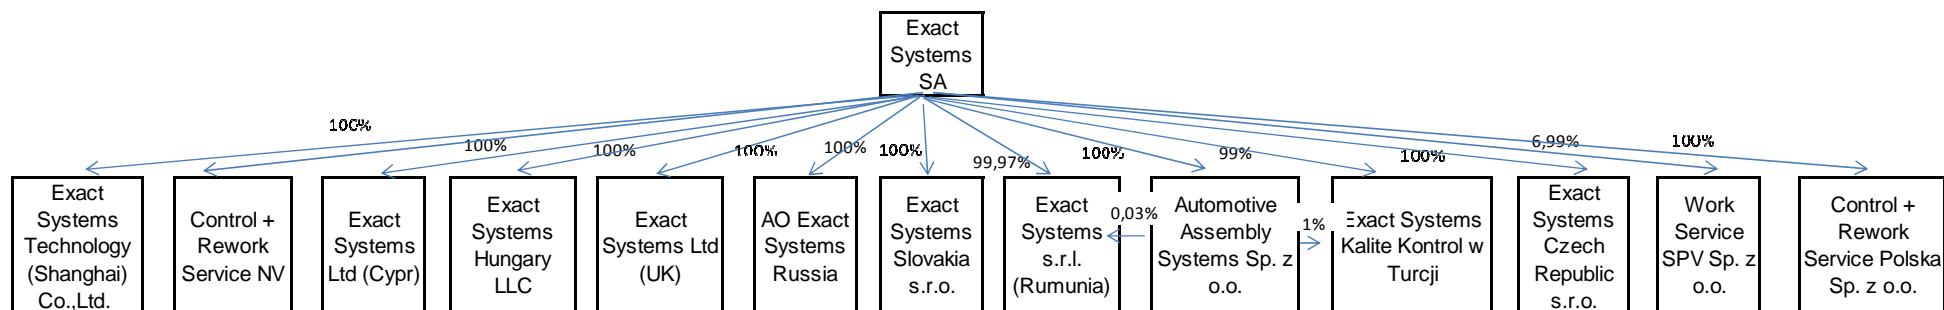 Exact
Systems
SA
100%
100%
100%
100%
100%
100%
99,97%
100%
99%
100%
6,99%
100%
Exact
Systems
Technology
(Shanghai)
Co.,Ltd.
Control +
Rework
Service NV
Exact
Systems
Ltd (Cypr)
Exact
Systems
Hungary
LLC
Exact
Systems Ltd
(UK)
AO Exact
Systems
Russia
Exact
Systems
Slovakia
s.r.o.
Exact
Systems
s.r.l.
(Rumunia)
0,03%
Automotive
Assembly
Systems Sp. z
o.o.
1%
Exact Systems
Kalite Kontrol w
Turcji
Exact
Systems
Czech
Republic
s.r.o.
Work
Service
SPV Sp. z
o.o.
Control +
Rework
Service Polska
Sp. z o.o.